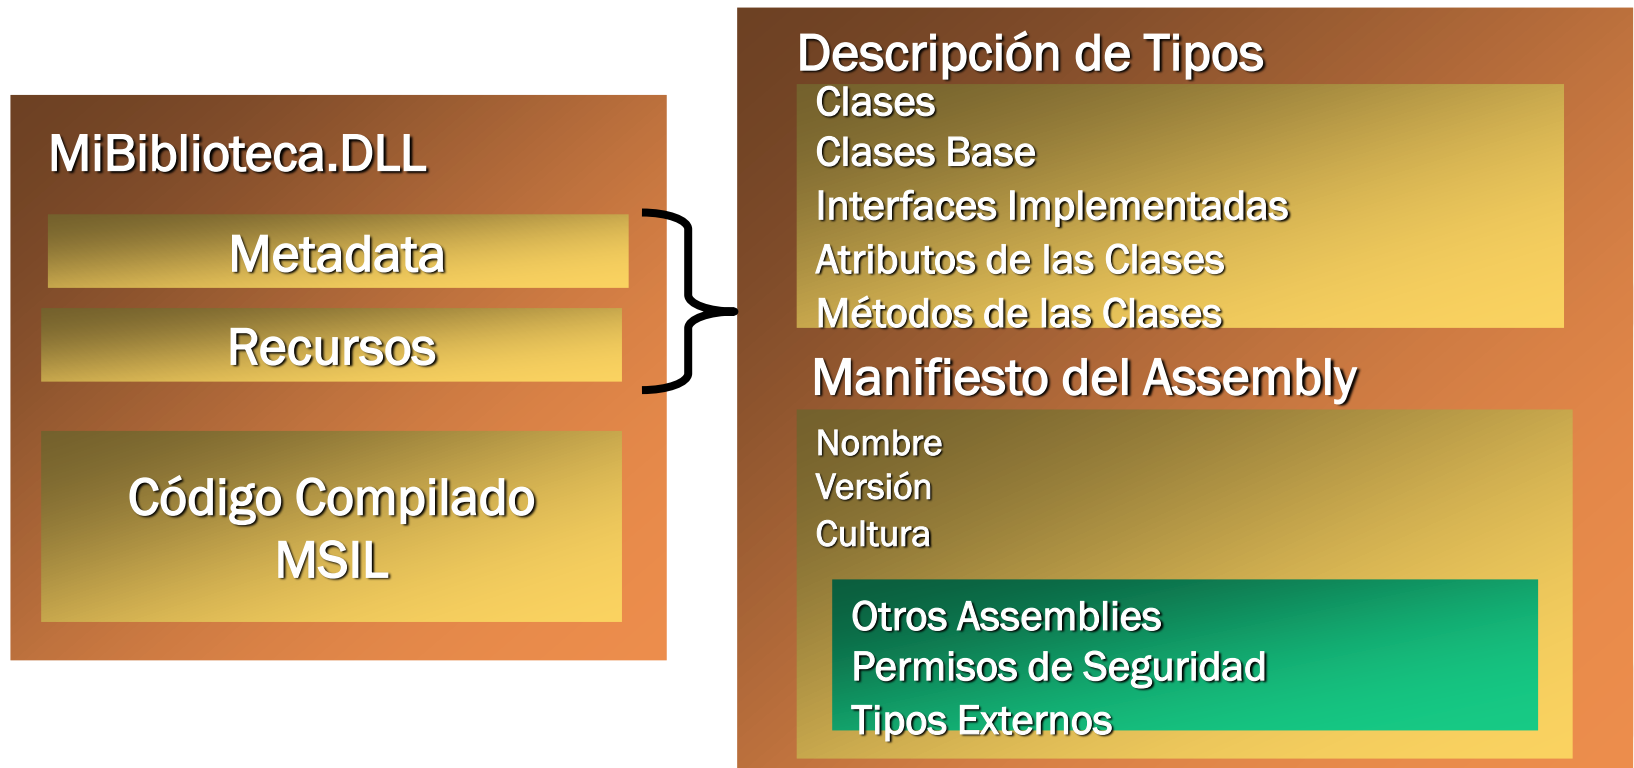 MiBiblioteca.DLL
Metadata
Recursos
Código Compilado
MSIL
Descripción de Tipos
Clases
Clases Base
Interfaces Implementadas
Atributos de las Clases
Métodos de las Clases
Manifiesto del Assembly
Nombre
Versión
Cultura
Otros Assemblies
Permisos de Seguridad
Tipos Externos